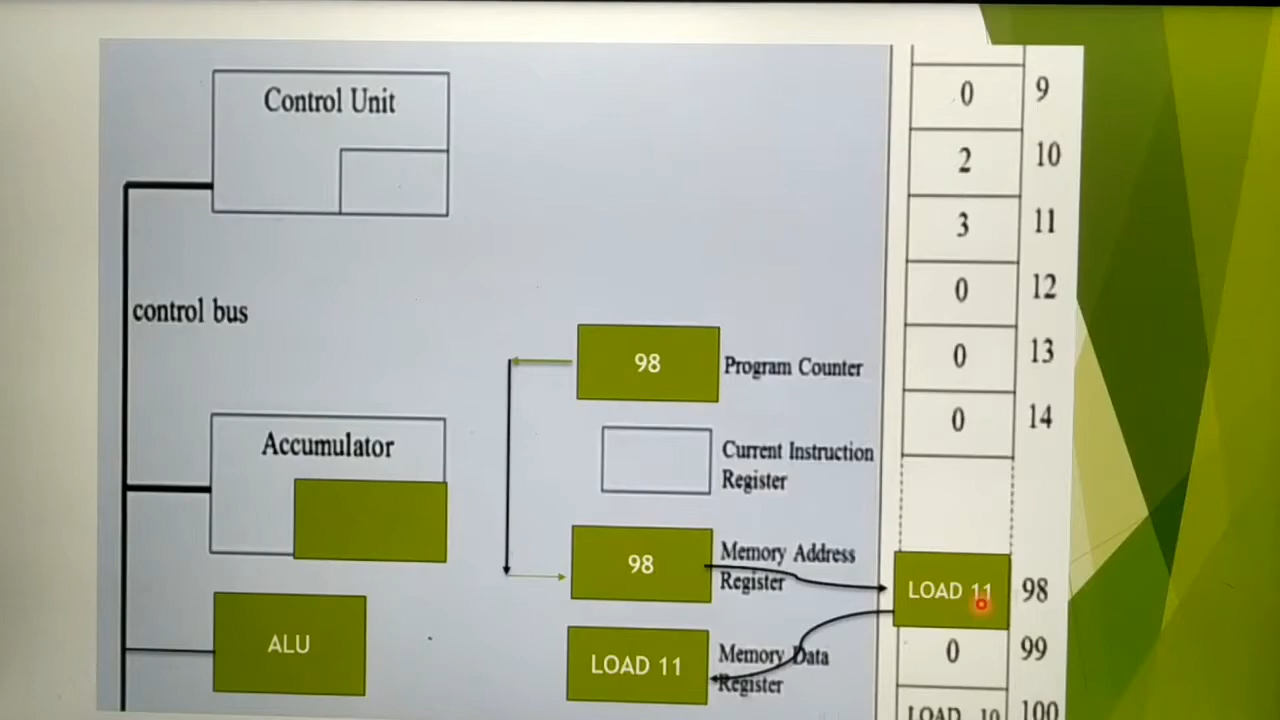 Control Unit
control bus
Accumulator
ALU
98
Program Counter
Current Instruction
Register
98
Memory Address
Register
LOAD 11
Memory Data
Register
0 9
2 10
3 11
0 12
0 13
0 14
LOAD 11 98
0 99
LOAD 10 100